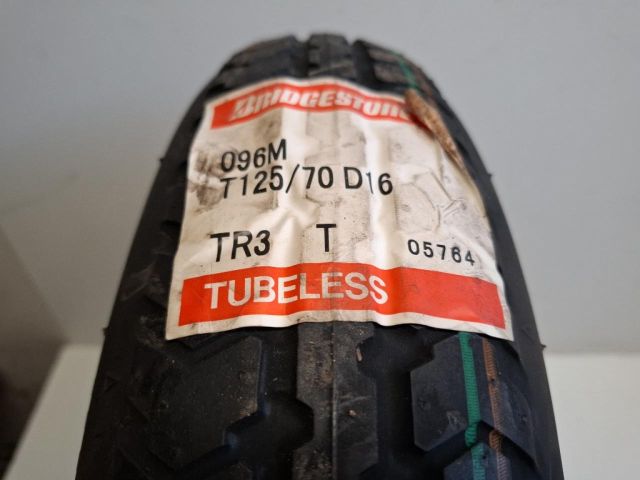 BRIDGESTONE
096M
T125/70 D16
TR3 T 05764
TUBELESS